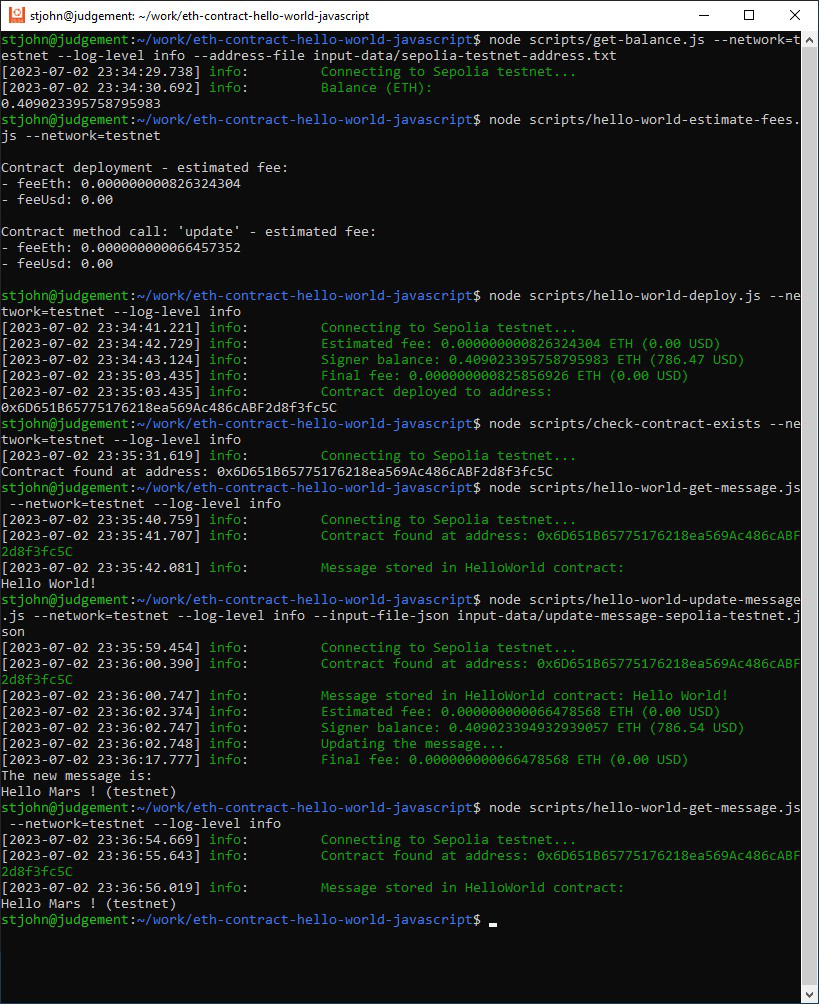 stjohn@judgement: ~/work/eth-contract-hello-world-javascript
stjohn@judgement:~/work/eth-contract-hello-world-javascript$ node scripts/get-balance.js --network=t
estnet --log-level info --address-file input-data/sepolia-testnet-address.txt
[2023-07-02 23:34:29.738] info:         Connecting to Sepolia testnet...
[2023-07-02 23:34:30.692] info:         Balance (ETH):
0.409023395758795983
stjohn@judgement:~/work/eth-contract-hello-world-javascript$ node scripts/hello-world-estimate-fees.
js --network=testnet

Contract deployment - estimated fee:
- feeEth: 0.000000000826324304
- feeUsd: 0.00

Contract method call: 'update' - estimated fee:
- feeEth: 0.000000000066457352
- feeUsd: 0.00

stjohn@judgement:~/work/eth-contract-hello-world-javascript$ node scripts/hello-world-deploy.js --ne
twork=testnet --log-level info
[2023-07-02 23:34:41.221] info:         Connecting to Sepolia testnet...
[2023-07-02 23:34:42.729] info:         Estimated fee: 0.000000000826324304 ETH (0.00 USD)
[2023-07-02 23:34:43.124] info:         Signer balance: 0.409023395758795983 ETH (786.47 USD)
[2023-07-02 23:35:03.435] info:         Final fee: 0.000000000825856926 ETH (0.00 USD)
[2023-07-02 23:35:03.435] info:         Contract deployed to address:
0x6D651B65775176218ea569Ac486cABF2d8f3fc5C
stjohn@judgement:~/work/eth-contract-hello-world-javascript$ node scripts/check-contract-exists --ne
twork=testnet --log-level info
[2023-07-02 23:35:31.619] info:         Connecting to Sepolia testnet...
Contract found at address: 0x6D651B65775176218ea569Ac486cABF2d8f3fc5C
stjohn@judgement:~/work/eth-contract-hello-world-javascript$ node scripts/hello-world-get-message.js
 --network=testnet --log-level info
[2023-07-02 23:35:40.759] info:         Connecting to Sepolia testnet...
[2023-07-02 23:35:41.707] info:         Contract found at address: 0x6D651B65775176218ea569Ac486cABF
2d8f3fc5C
[2023-07-02 23:35:42.081] info:         Message stored in HelloWorld contract:
Hello World!
stjohn@judgement:~/work/eth-contract-hello-world-javascript$ node scripts/hello-world-update-message
.js --network=testnet --log-level info --input-file-json input-data/update-message-sepolia-testnet.j
son
[2023-07-02 23:35:59.454] info:         Connecting to Sepolia testnet...
[2023-07-02 23:36:00.390] info:         Contract found at address: 0x6D651B65775176218ea569Ac486cABF
2d8f3fc5C
[2023-07-02 23:36:00.747] info:         Message stored in HelloWorld contract: Hello World!
[2023-07-02 23:36:02.374] info:         Estimated fee: 0.000000000066478568 ETH (0.00 USD)
[2023-07-02 23:36:02.747] info:         Signer balance: 0.409023394932939057 ETH (786.54 USD)
[2023-07-02 23:36:02.748] info:         Updating the message...
[2023-07-02 23:36:17.777] info:         Final fee: 0.000000000066478568 ETH (0.00 USD)
The new message is:
Hello Mars ! (testnet)
stjohn@judgement:~/work/eth-contract-hello-world-javascript$ node scripts/hello-world-get-message.js
 --network=testnet --log-level info
[2023-07-02 23:36:54.669] info:         Connecting to Sepolia testnet...
[2023-07-02 23:36:55.643] info:         Contract found at address: 0x6D651B65775176218ea569Ac486cABF
2d8f3fc5C
[2023-07-02 23:36:56.019] info:         Message stored in HelloWorld contract:
Hello Mars ! (testnet)
stjohn@judgement:~/work/eth-contract-hello-world-javascript$